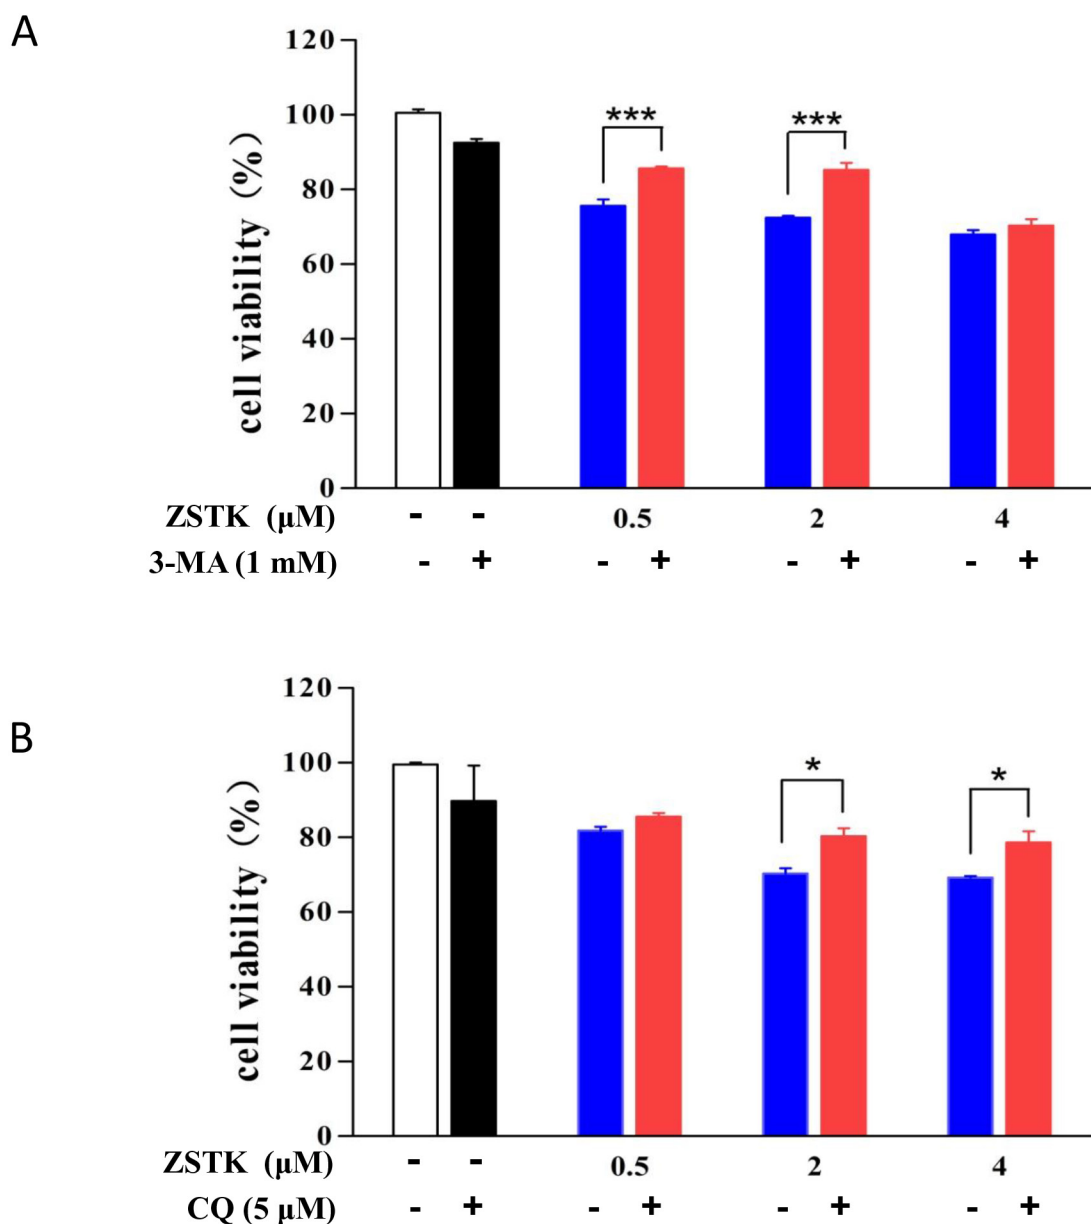 A
120
100
80
60
40
20
0
cell viability (%)
*** ***
ZSTK (μM) - - 0.5 2 4
3-MA (1 mM) - + - + - + - +
B
120
100
80
60
40
20
0
cell viability (%)
* *
ZSTK (μM) - - 0.5 2 4
CQ (5 μM) - + - + - + - +